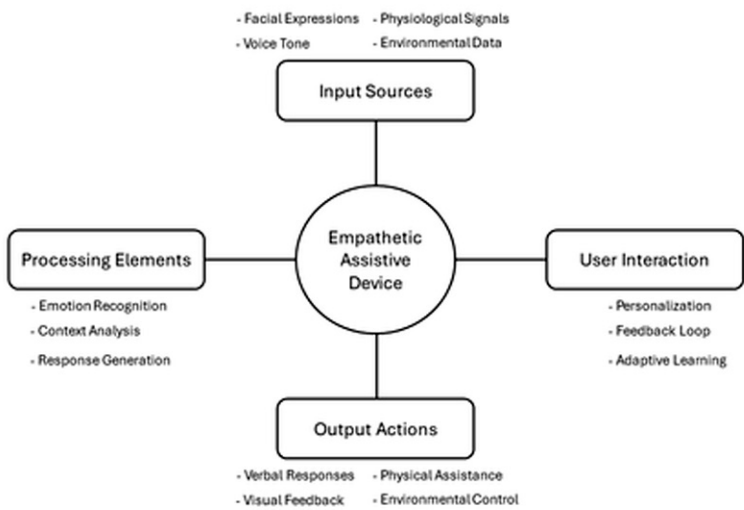 - Facial Expressions - Physiological Signals
- Voice Tone - Environmental Data
Input Sources
Processing Elements
- Emotion Recognition
- Context Analysis
- Response Generation
Empathetic
Assistive
Device
User Interaction
- Personalization
- Feedback Loop
- Adaptive Learning
Output Actions
- Verbal Responses - Physical Assistance
- Visual Feedback - Environmental Control